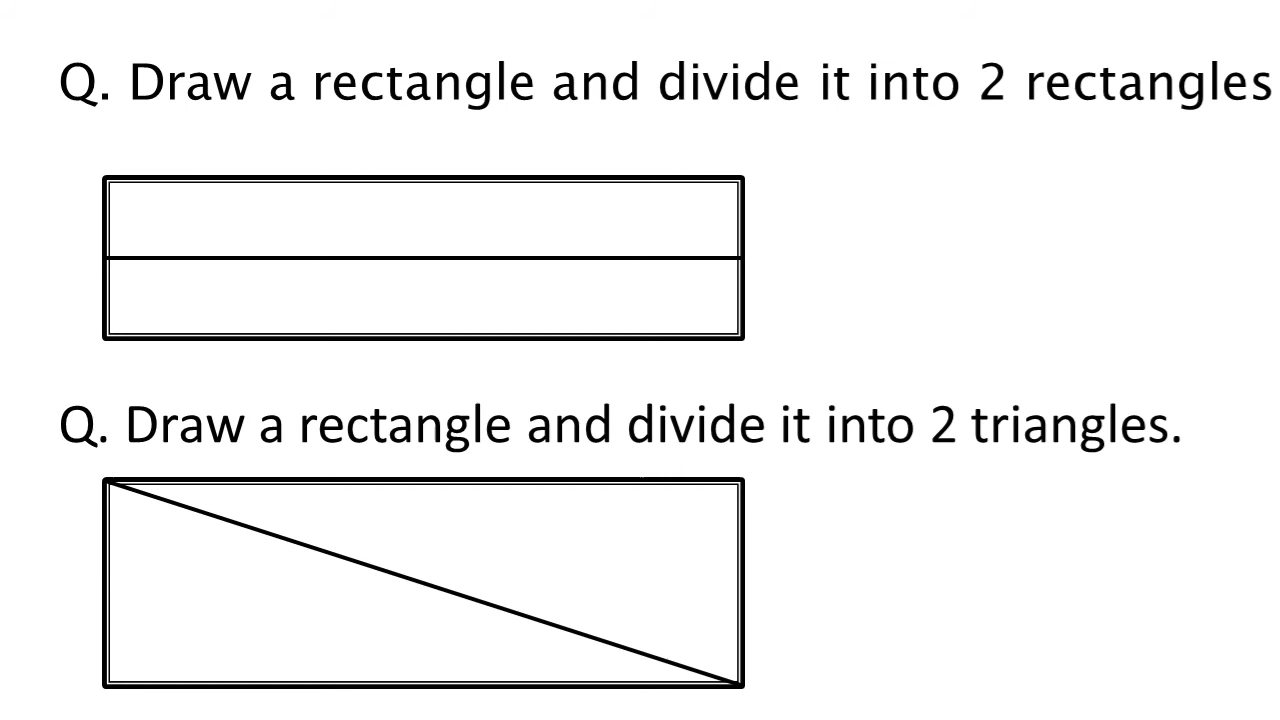 Q. Draw a rectangle and divide it into 2 rectangles
Q. Draw a rectangle and divide it into 2 triangles.